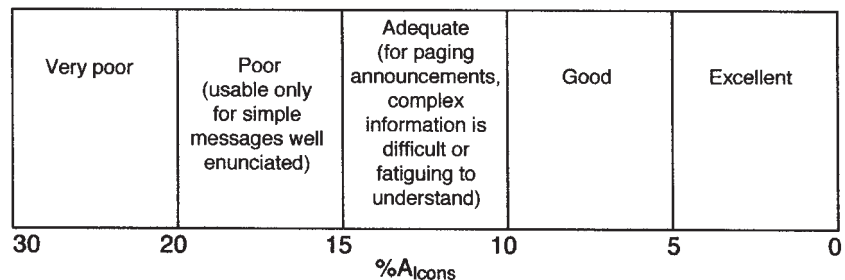 Very poor
Poor
(usable only
for simple
messages well
enunciated)
Adequate
(for paging
announcements,
complex
information is
difficult or
fatiguing to
understand)
Good
Excellent
30 20 15 10 5 0
%Alcons